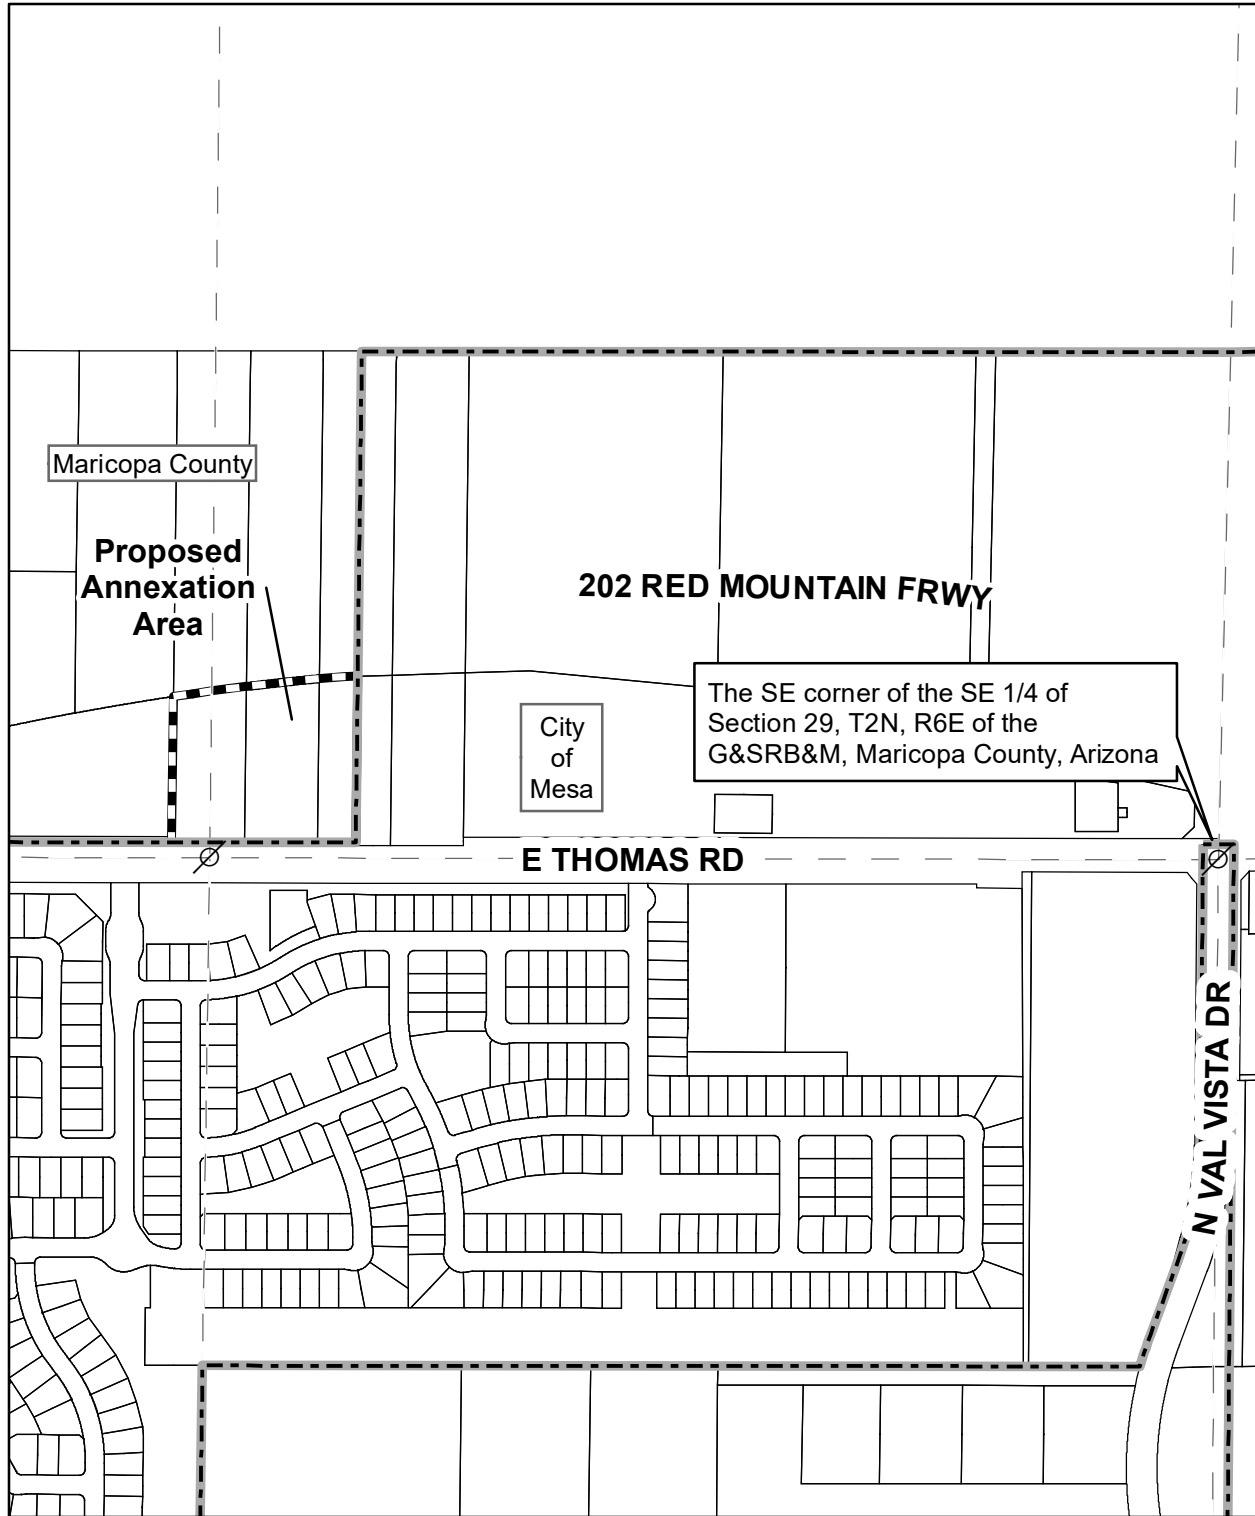 Maricopa County
Proposed
Annexation
Area
202 RED MOUNTAIN FRWY
The SE corner of the SE 1/4 of
Section 29, T2N, R6E of the
G&SRB&M, Maricopa County, Arizona
City
of
Mesa
E THOMAS RD
N VAL VISTA DR